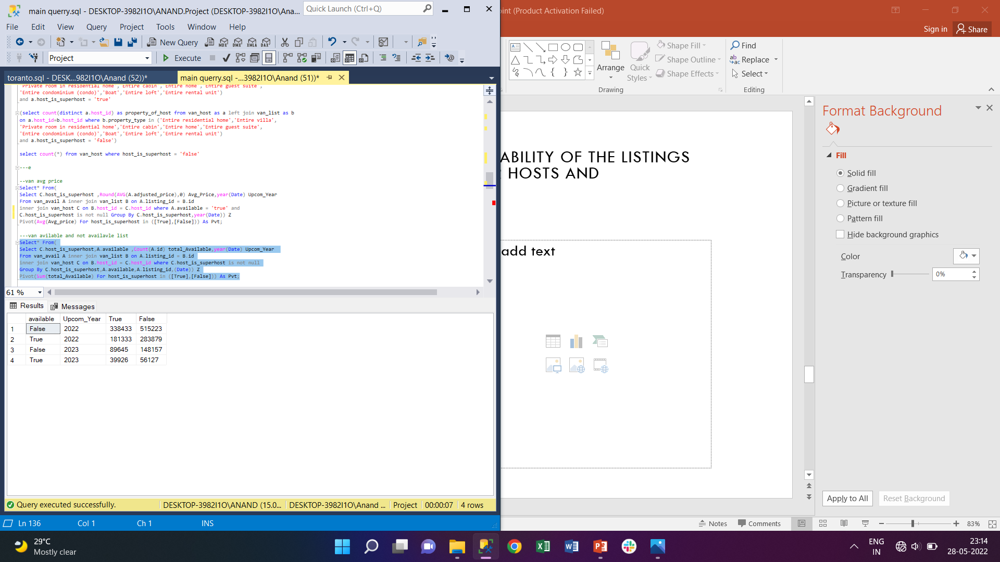 main querry.sql - DESKTOP-3982I1O\ANAND.Project (DESKTOP-3982I1O\Ana...
Quick Launch (Ctrl+Q)
File Edit View Query Project Tools Window Help
New Query
Project
Execute
toranto.sql - DESK...982I1O\Anand (52))*
main querry.sql -...3982I1O\Anand (51))*
'Private room in residential home','Entire cabin','Entire home','Entire guest suite',
'Entire condominium (condo)','Boat','Entire loft','Entire rental unit')
and a.host_is_superhost = 'true'
(select count(distinct a.host_id) as property_of_host from van_host as a left join van_list as b
on a.host_id=b.host_id where b.property_type in ('Entire residential home','Entire villa',
'Private room in residential home','Entire cabin','Entire home','Entire guest suite',
'Entire condominium (condo)','Boat','Entire loft','Entire rental unit')
and a.host_is_superhost = 'false')
select count(*) from van_host where host_is_superhost = 'false'
---e
--van avg price
Select* From(
Select C.host_is_superhost ,Round(AVG(A.adjusted_price),0) Avg_Price,year(Date) Upcom_Year
From van_avail A inner join van_list B on A.listing_id = B.id
inner join van_host C on B.host_id = C.host_id where A.available = 'true' and
C.host_is_superhost is not null Group By C.host_is_superhost,year(Date)) Z
Pivot(Avg(Avg_price) For host_is_superhost in ([True],[False])) As Pvt;
---van avilable and not availavle list
Select* From(
Select C.host_is_superhost,A.available ,Count(A.id) total_Available,year(Date) Upcom_Year
From van_avail A inner join van_list B on A.listing_id = B.id
inner join van_host C on B.host_id = C.host_id where C.host_is_superhost is not null
Group By C.host_is_superhost,A.available,A.listing_id,(Date)) Z
Pivot(Sum(total_Available) For host_is_superhost in ([True],[False])) As Pvt;
61 %
Results Messages
available Upcom_Year True False
1 False 2022 338433 515223
2 True 2022 181333 283879
3 False 2023 89645 148157
4 True 2023 39926 56127
Query executed successfully.
DESKTOP-3982I1O\ANAND (15.0... DESKTOP-3982I1O\Anand ... Project 00:00:07 4 rows
Ln 136 Col 1 Ch 1 INS
oint (Product Activation Failed)
Sign in Share
Arrange
Quick Styles
Shape Fill
Shape Outline
Shape Effects
Drawing
Find
Replace
Select
Editing
ABILITY OF THE LISTINGS
HOSTS AND
add text
Format Background
Fill
Solid fill
Gradient fill
Picture or texture fill
Pattern fill
Hide background graphics
Color
Transparency 0%
Apply to All Reset Background
Notes Comments 83%
29°C
Mostly clear
ENG
IN
23:14
28-05-2022